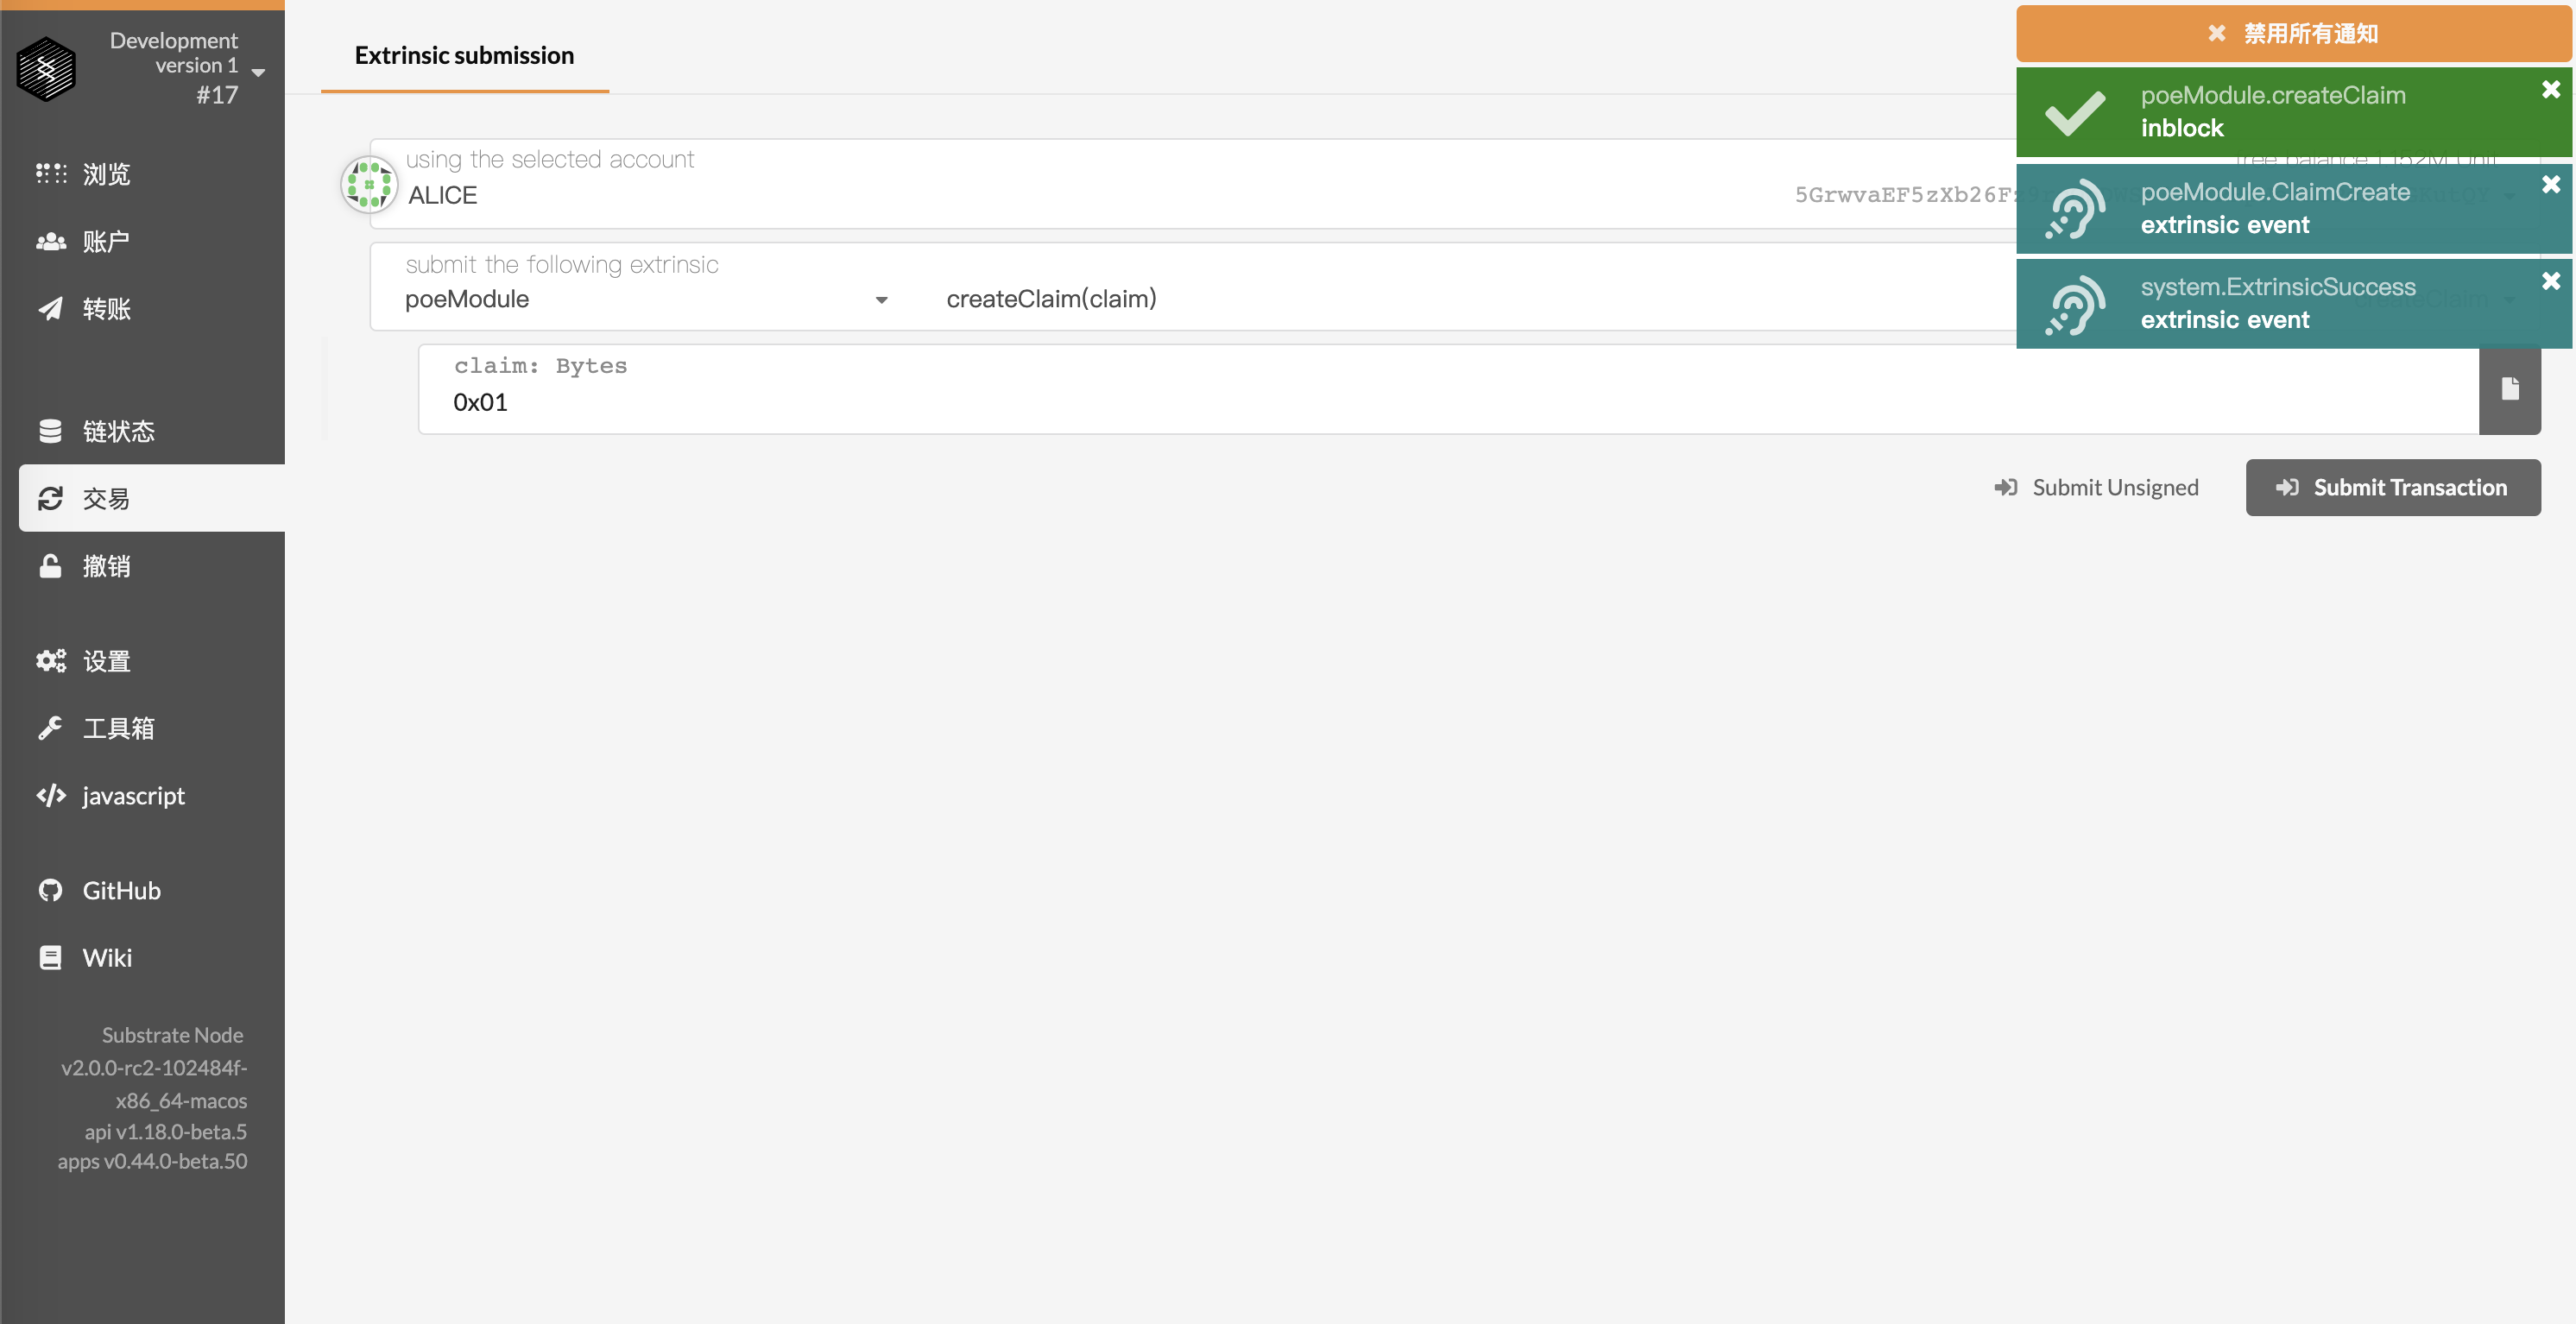 Development
version 1
#17
浏览
账户
转账
链状态
交易
撤销
设置
工具箱
javascript
GitHub
Wiki
Substrate Node
v2.0.0-rc2-102484f-
x86_64-macos
api v1.18.0-beta.5
apps v0.44.0-beta.50
Extrinsic submission
using the selected account
ALICE
5GrwvaEF5zXb26F
submit the following extrinsic
poeModule
createClaim(claim)
claim: Bytes
0x01
Submit Unsigned
Submit Transaction
禁用所有通知
poeModule.createClaim
inblock
poeModule.ClaimCreate
extrinsic event
system.ExtrinsicSuccess
extrinsic event